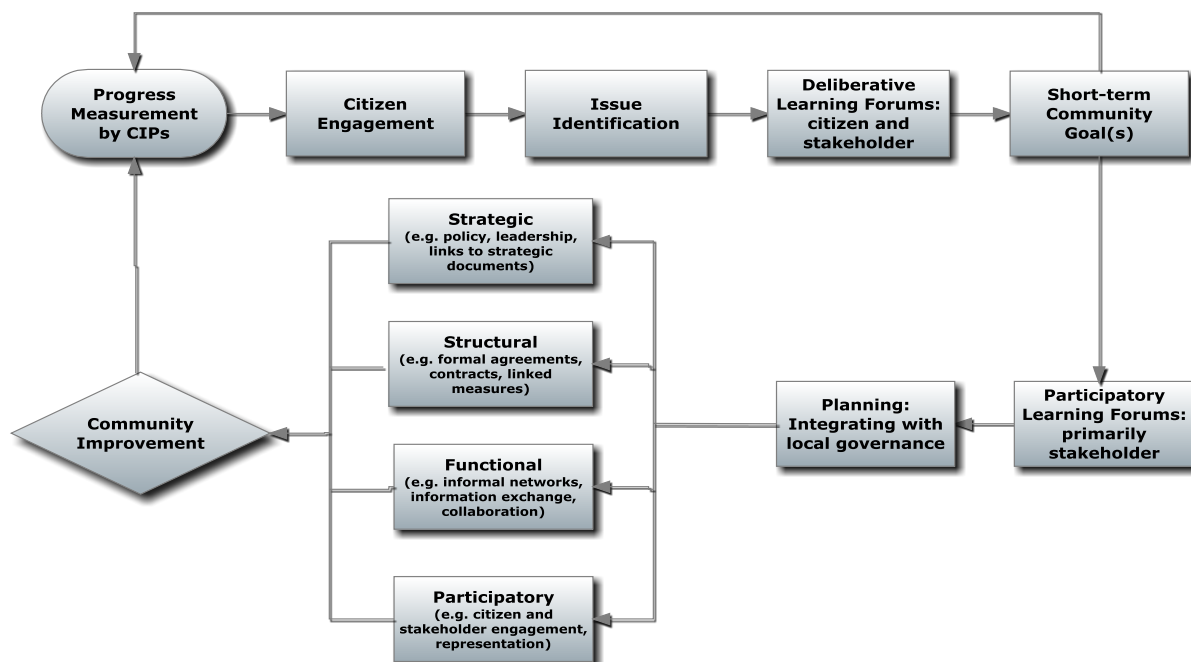 Progress
Measurement
by CIPs
Citizen
Engagement
Issue
Identification
Deliberative
Learning Forums:
citizen and
stakeholder
Short-term
Community
Goal(s)
Strategic
(e.g. policy, leadership,
links to strategic
documents)
Structural
(e.g. formal agreements,
contracts, linked
measures)
Functional
(e.g. informal networks,
information exchange,
collaboration)
Participatory
(e.g. citizen and
stakeholder engagement,
representation)
Planning:
Integrating with
local governance
Participatory
Learning Forums:
primarily
stakeholder
Community
Improvement